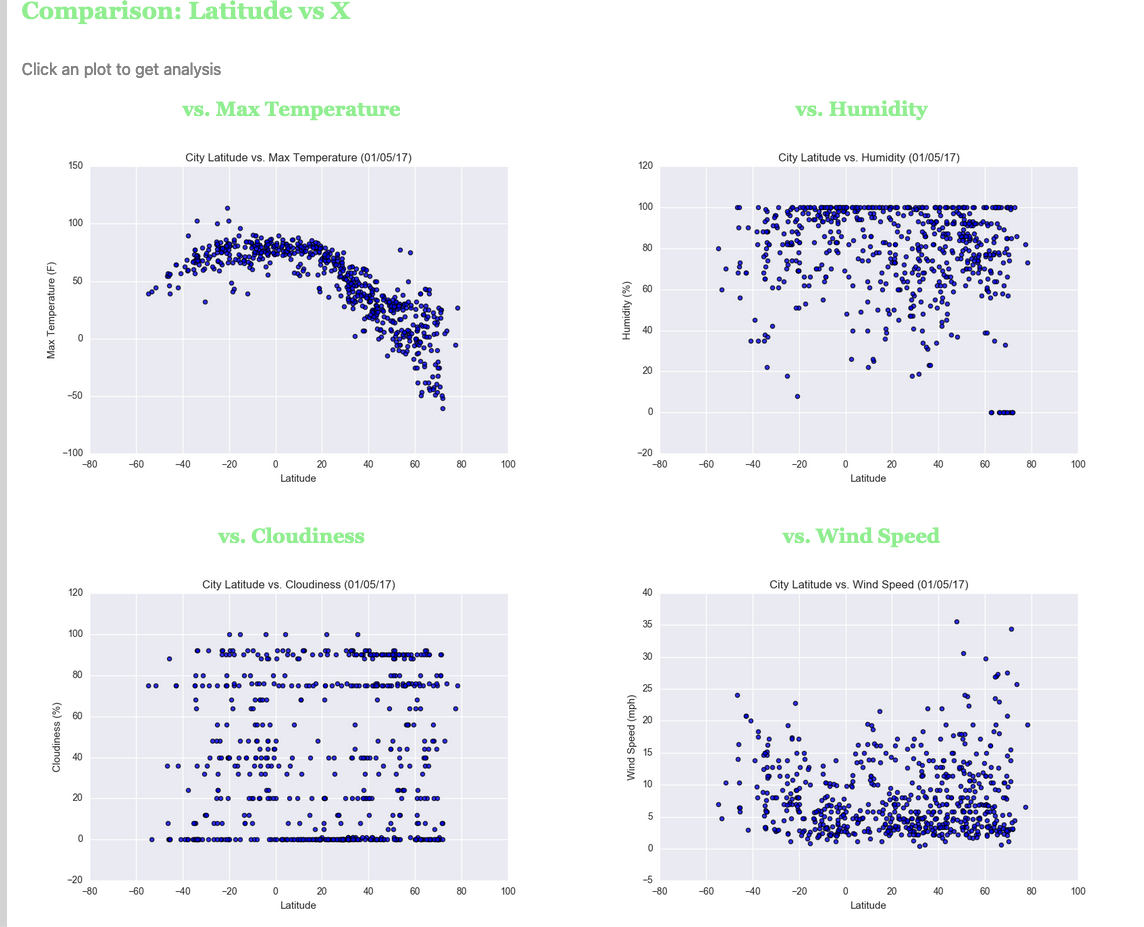 Comparison: Latitude vs X
Click an plot to get analysis
vs. Max Temperature
City Latitude vs. Max Temperature (01/05/17)
150
100
50
0
−50
−100
Max Temperature (F)
−80 −60 −40 −20 0 20 40 60 80 100
Latitude
vs. Humidity
City Latitude vs. Humidity (01/05/17)
120
100
80
60
40
20
0
−20
Humidity (%)
−80 −60 −40 −20 0 20 40 60 80 100
Latitude
vs. Cloudiness
City Latitude vs. Cloudiness (01/05/17)
120
100
80
60
40
20
0
−20
Cloudiness (%)
−80 −60 −40 −20 0 20 40 60 80 100
Latitude
vs. Wind Speed
City Latitude vs. Wind Speed (01/05/17)
40
35
30
25
20
15
10
5
0
−5
Wind Speed (mph)
−80 −60 −40 −20 0 20 40 60 80 100
Latitude